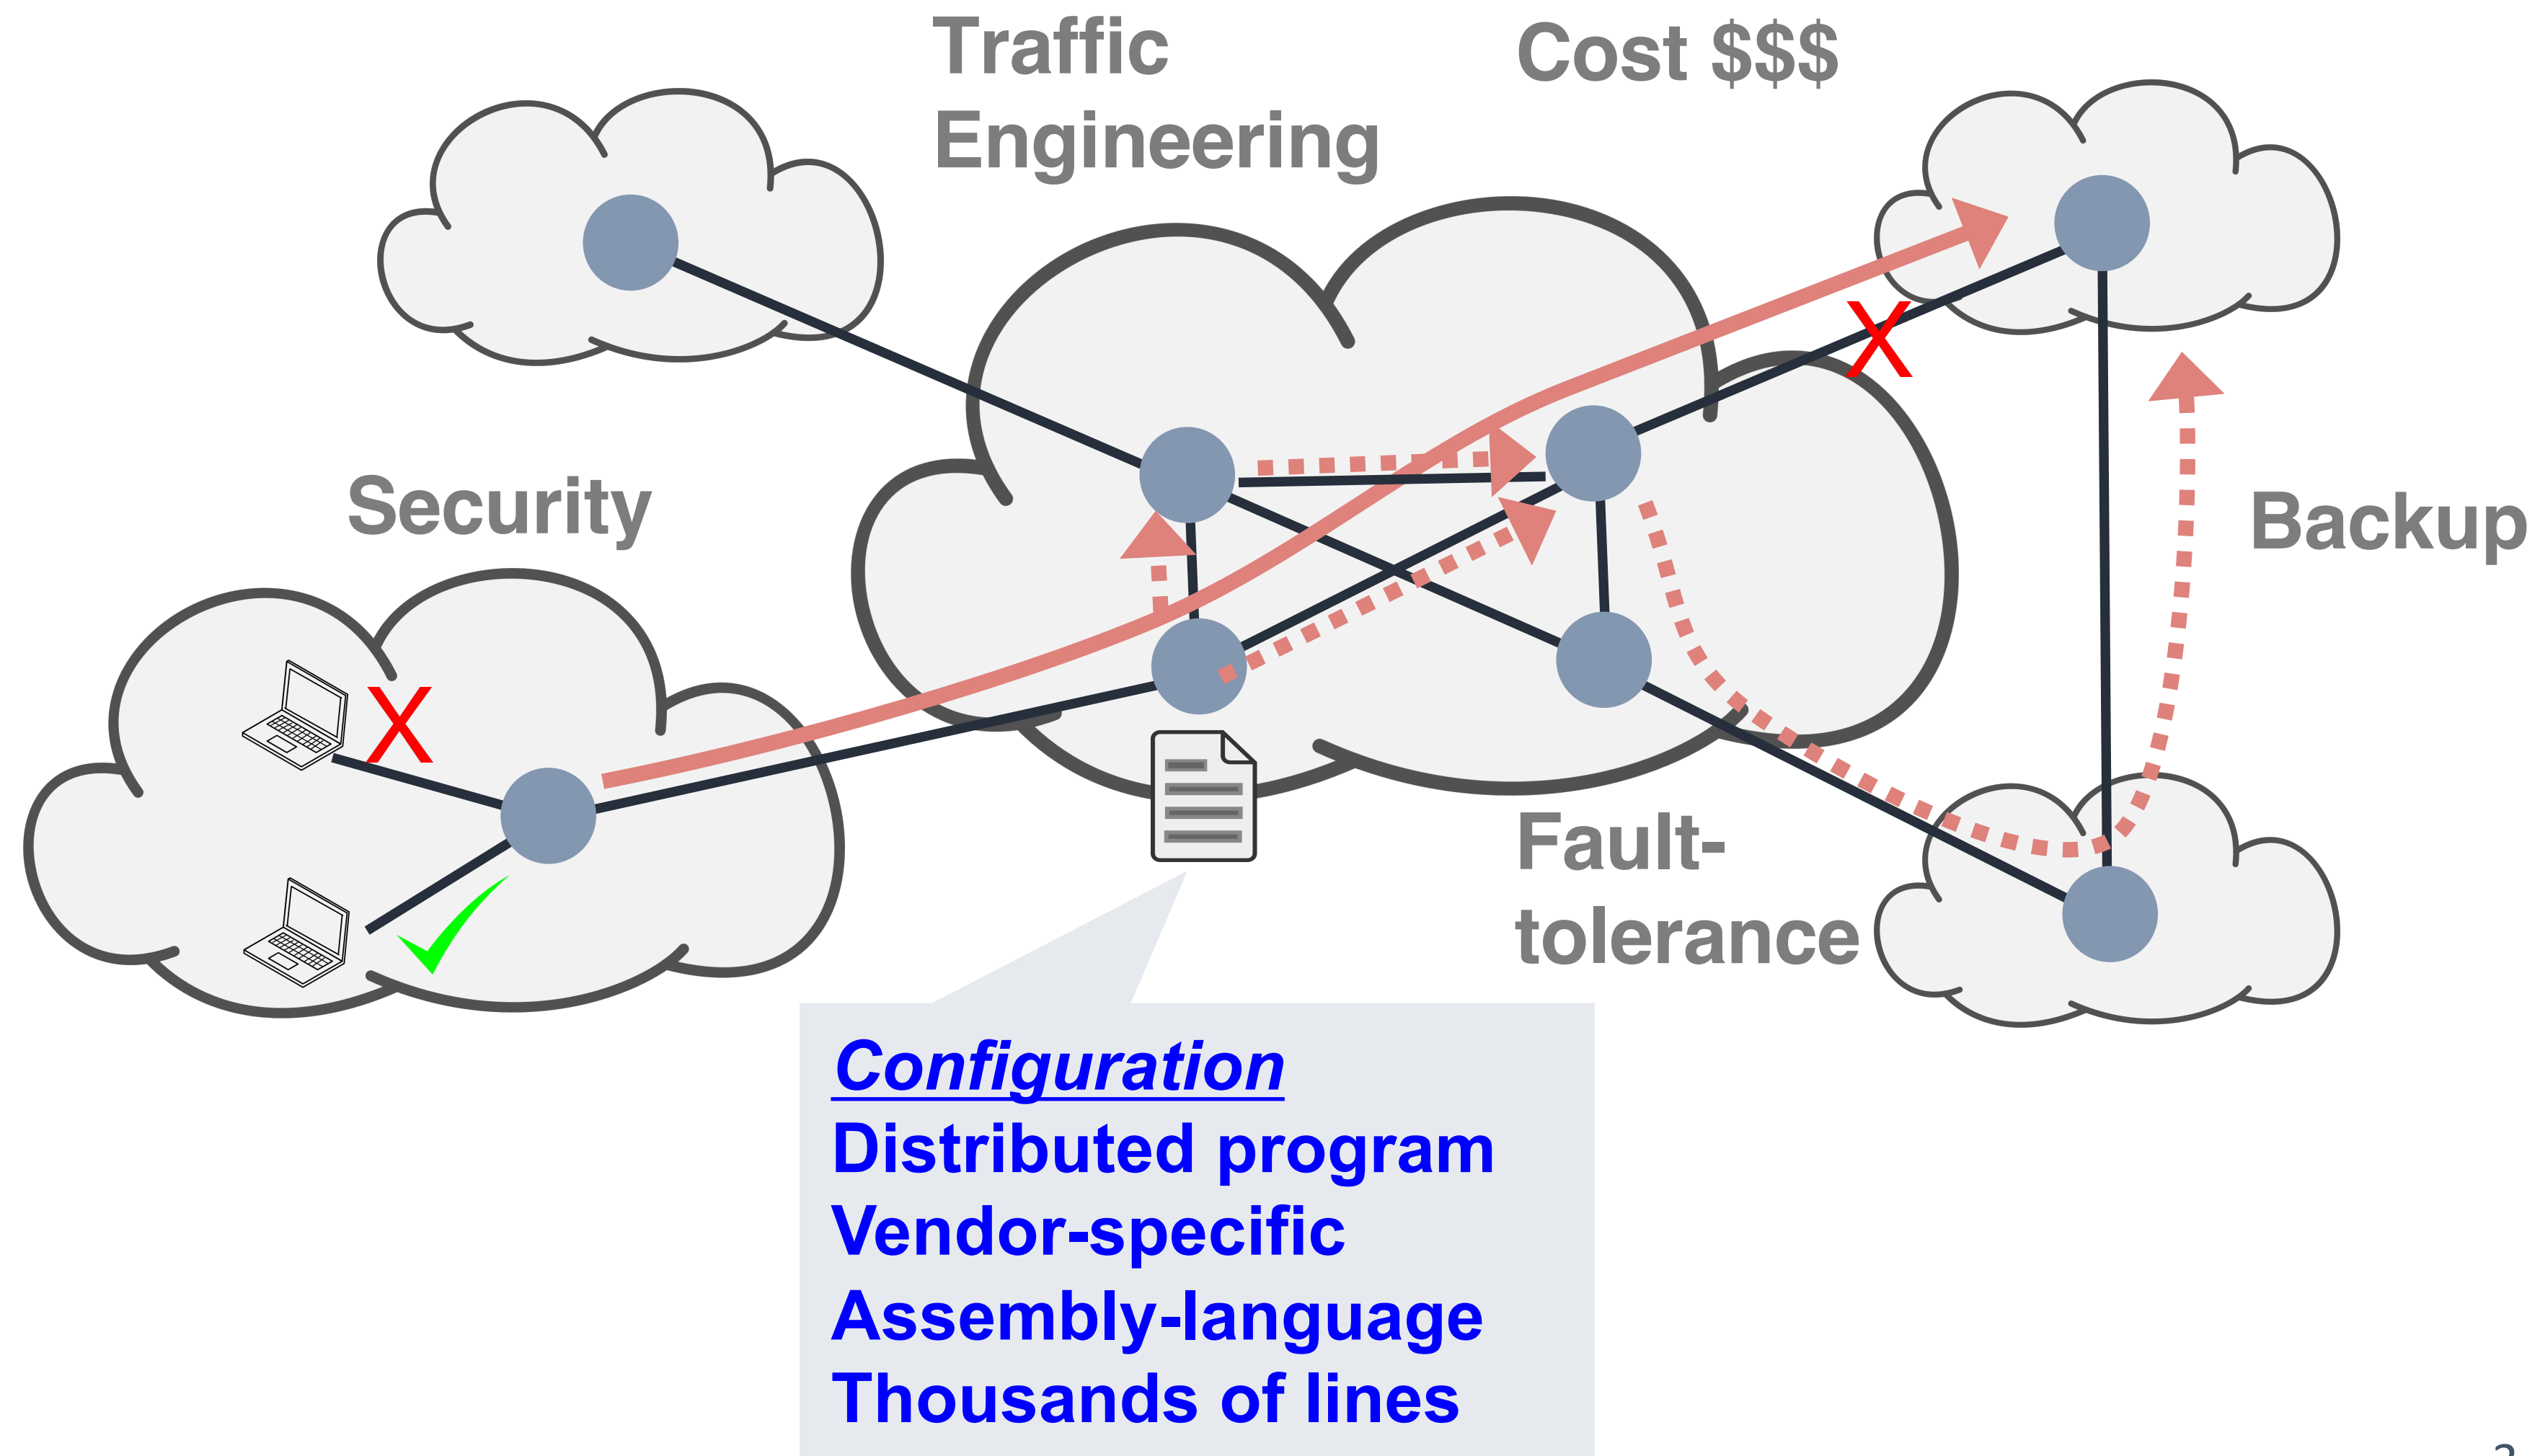 Traffic
Engineering
Cost $$$
Security
Backup
X
X
Fault-
tolerance
Configuration
Distributed program
Vendor-specific
Assembly-language
Thousands of lines